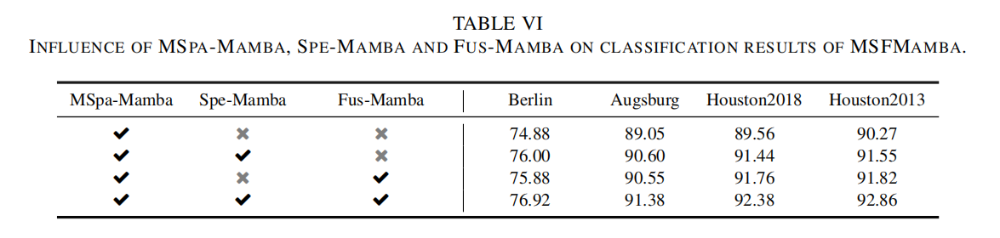 TABLE VI
INFLUENCE OF MSPA-MAMBA, SPE-MAMBA AND FUS-MAMBA ON CLASSIFICATION RESULTS OF MSFMAMBA.
MSpa-Mamba Spe-Mamba Fus-Mamba Berlin Augsburg Houston2018 Houston2013
✔ ✖ ✖ 74.88 89.05 89.56 90.27
✔ ✔ ✖ 76.00 90.60 91.44 91.55
✔ ✖ ✔ 75.88 90.55 91.76 91.82
✔ ✔ ✔ 76.92 91.38 92.38 92.86